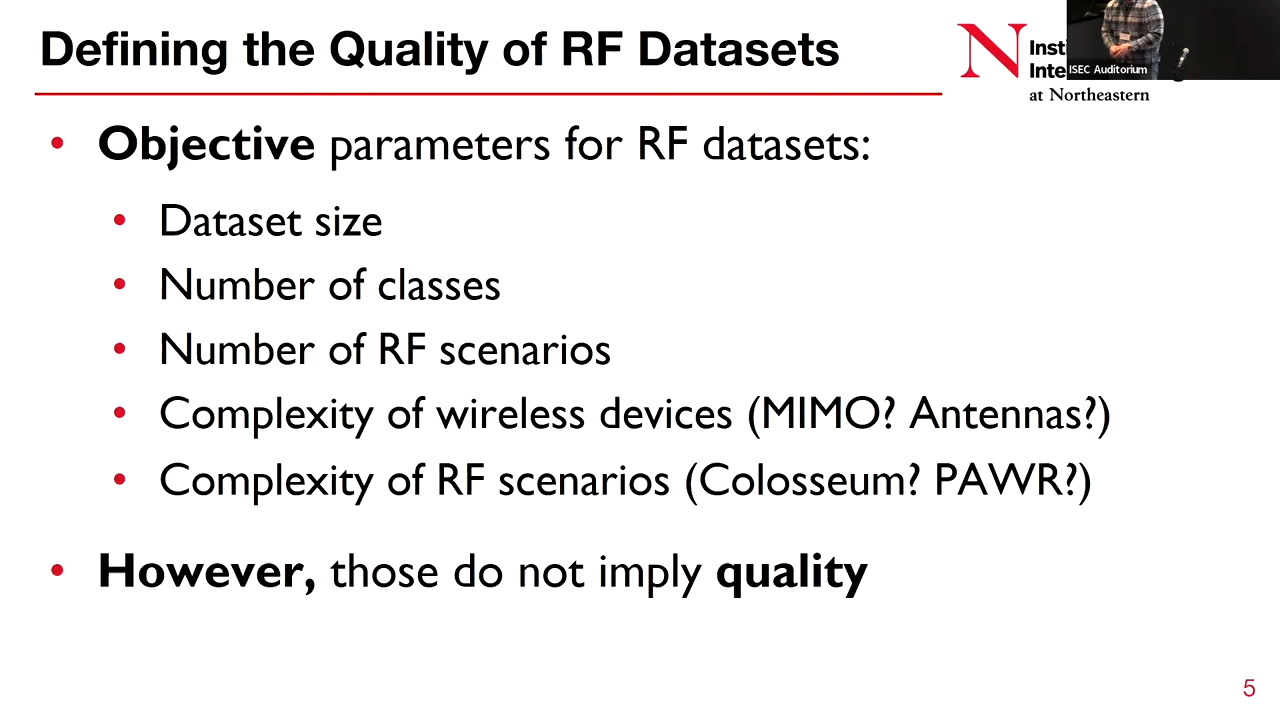 Defining the Quality of RF Datasets
N
at Northeastern
ISEC Auditorium
• Objective parameters for RF datasets:
• Dataset size
• Number of classes
• Number of RF scenarios
• Complexity of wireless devices (MIMO? Antennas?)
• Complexity of RF scenarios (Colosseum? PAWR?)
• However, those do not imply quality
5